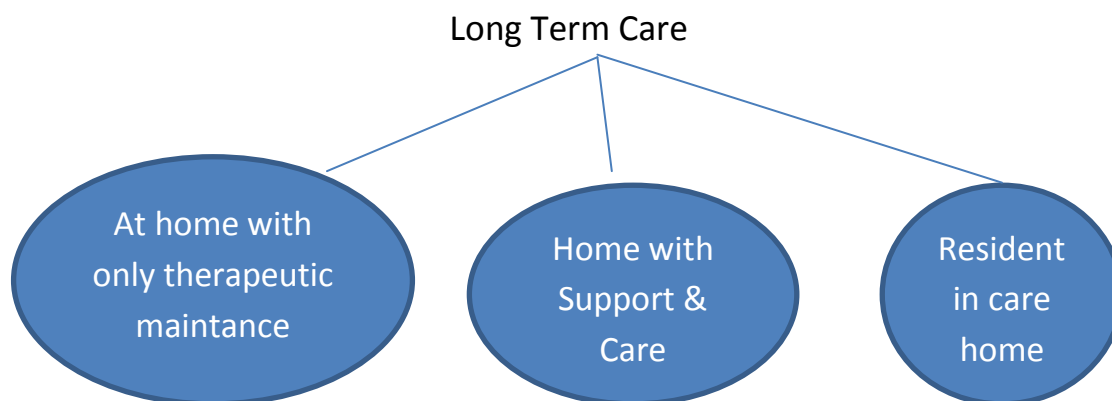 Long Term Care
At home with
only therapeutic
maintance
Home with
Support &
Care
Resident
in care
home